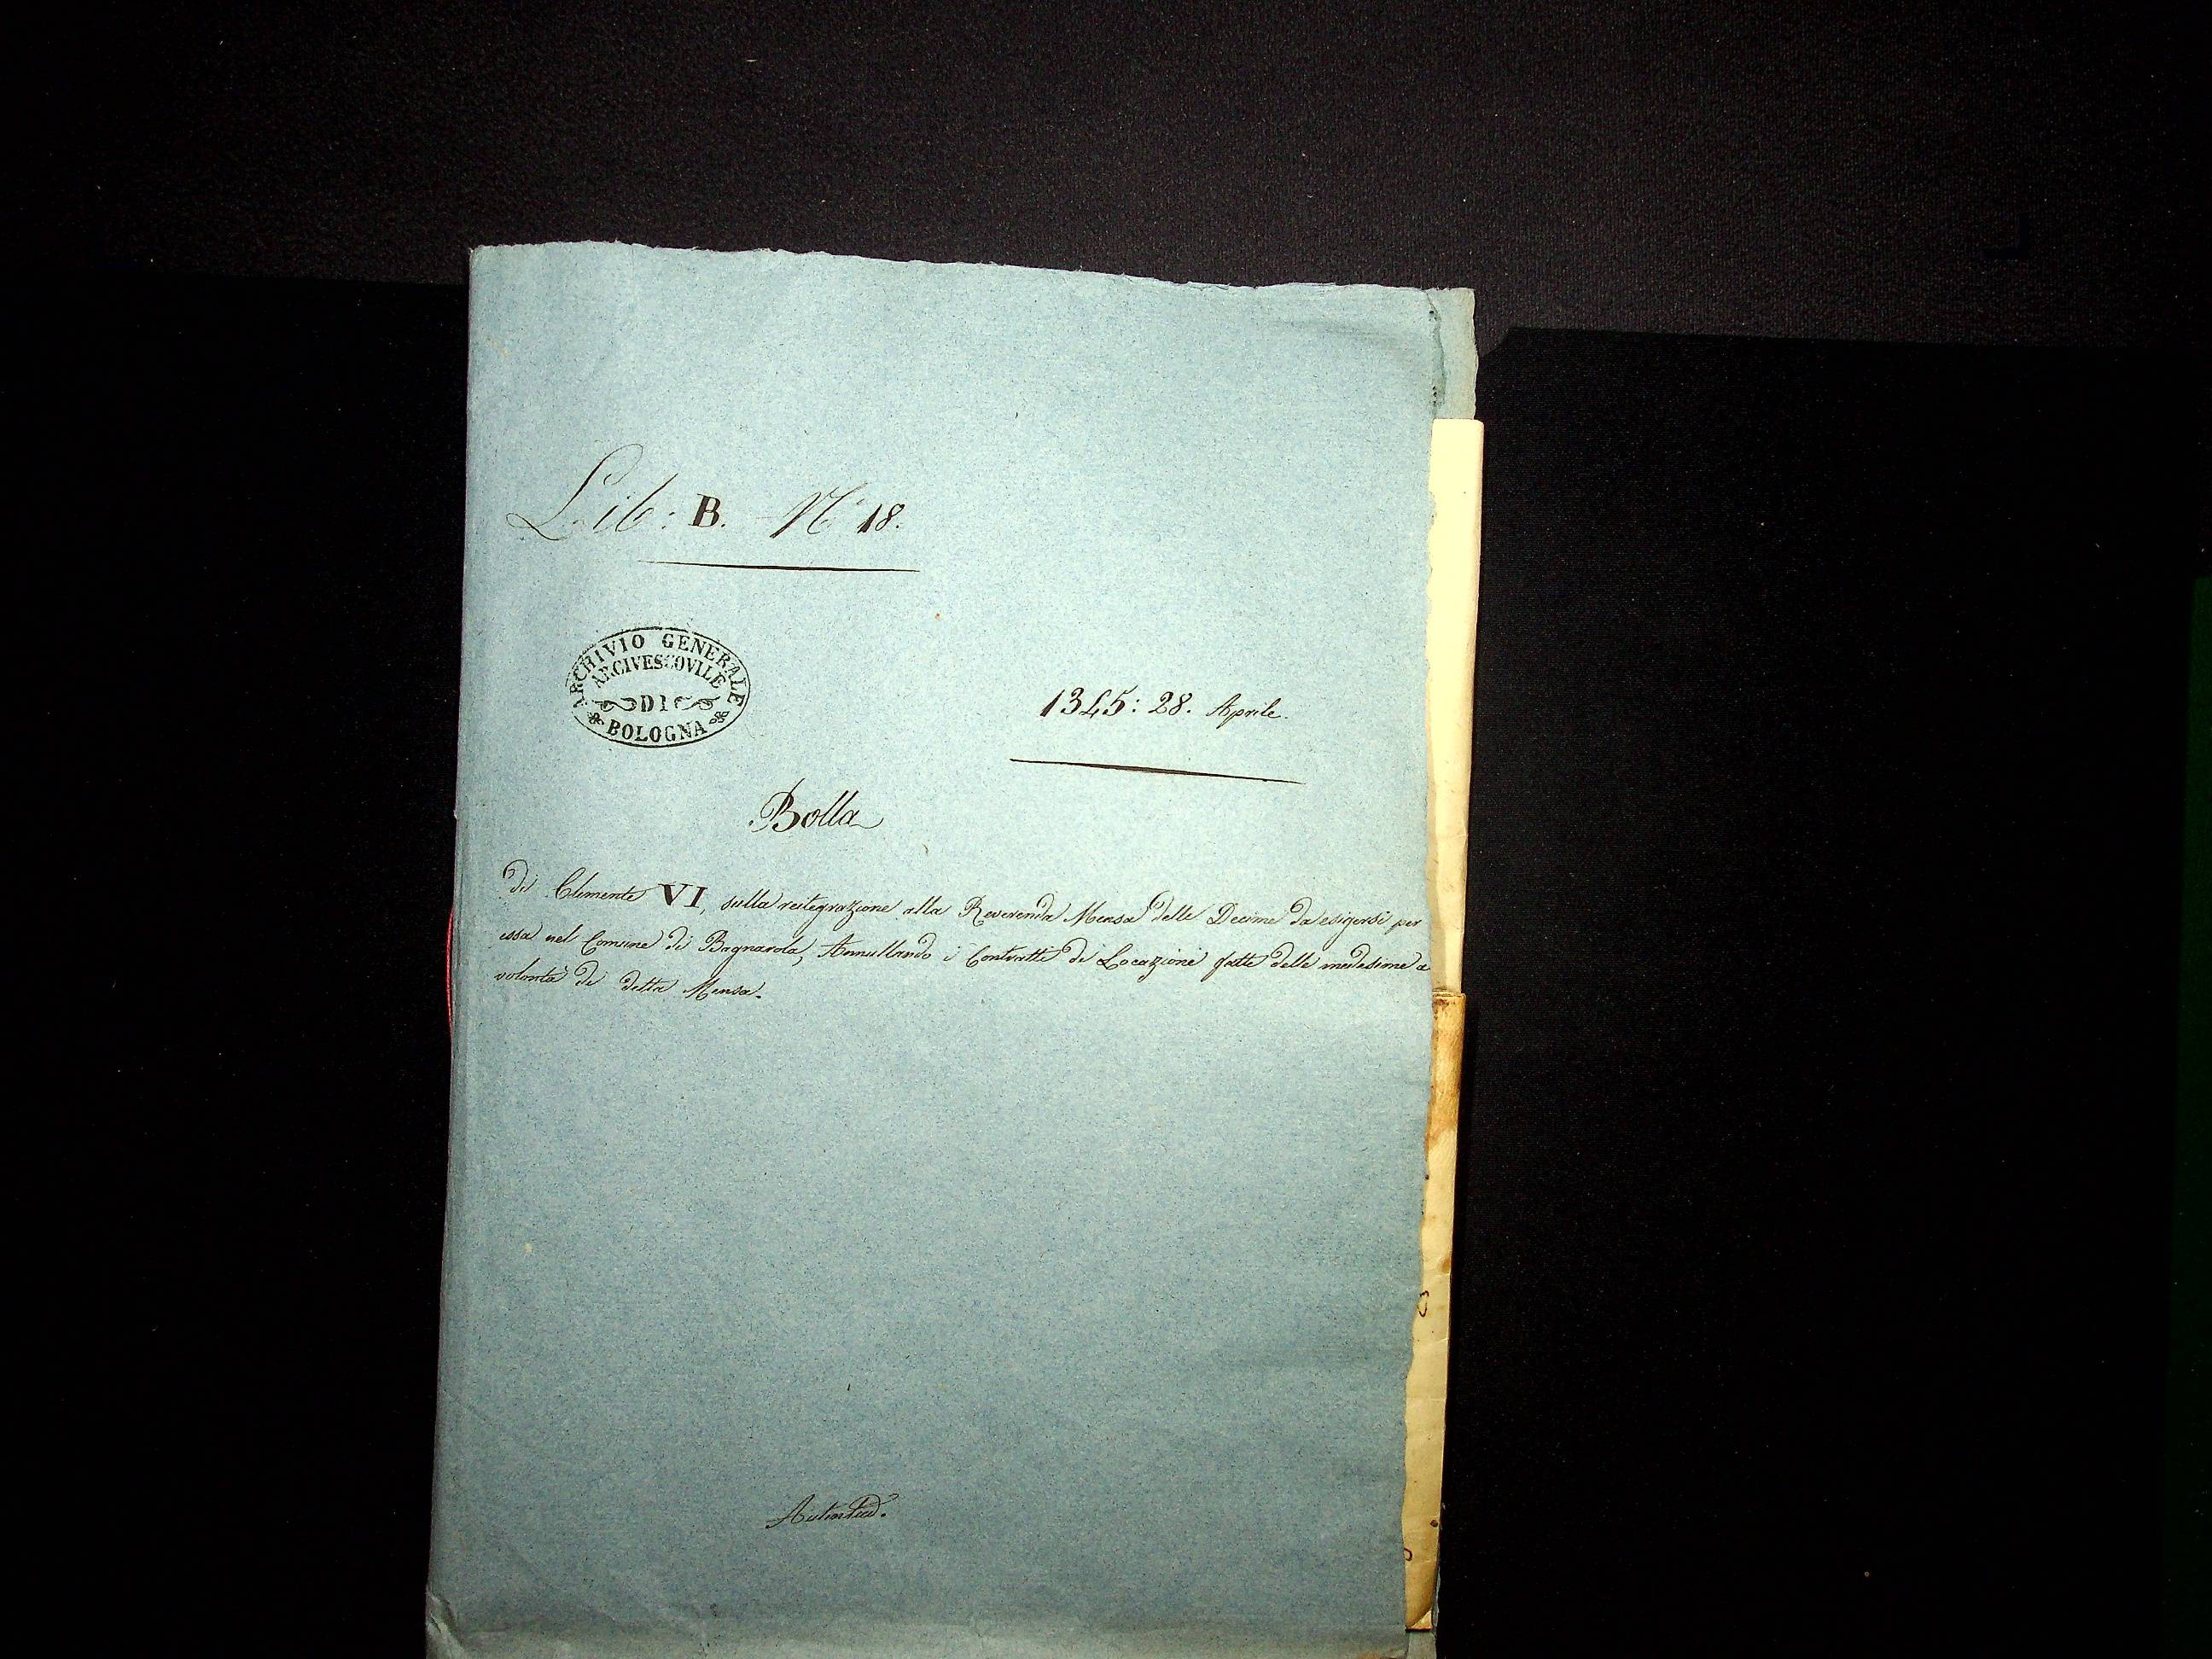 Lib: B. N° 18.
ARCHIVIO GENERALE
ARCIVESCOVILE
DI
BOLOGNA
1345: 28. Aprile.
Bolla
di Clemente VI, sulla reitegrazione alla Reverenda Mensa delle Decime da esigersi per
essa nel Comune di Bagnarola, Annullando i Contratti di Locazione fatte delle medesime a
volontà di detta Mensa.
Autentica.